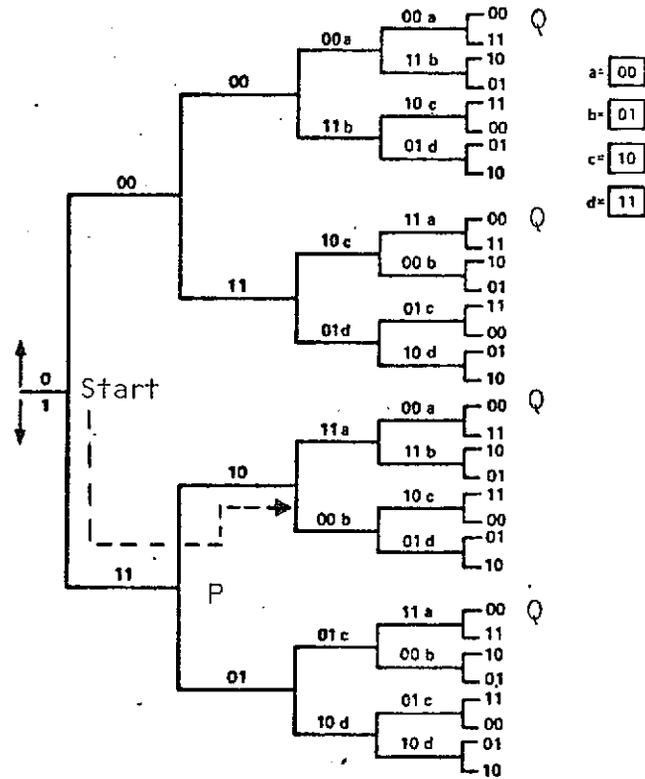 00 a 00 Q
11
00 a
11 b 10
01
00
a= 00
10 c 11
00
b= 01
11 b
01 d 01
10
c= 10
00
d= 11
11 a 00 Q
11
10 c
00 b 10
01
11
01 c 11
00
01d
10 d 01
10
0
1
Start
00 a 00 Q
11
11 a
11 b 10
01
10
10 c 11
00
00 b
01 d 01
10
11
P
11 a 00 Q
11
01 c
00 b 10
01
01
01 c 11
00
10 d
10 d 01
10